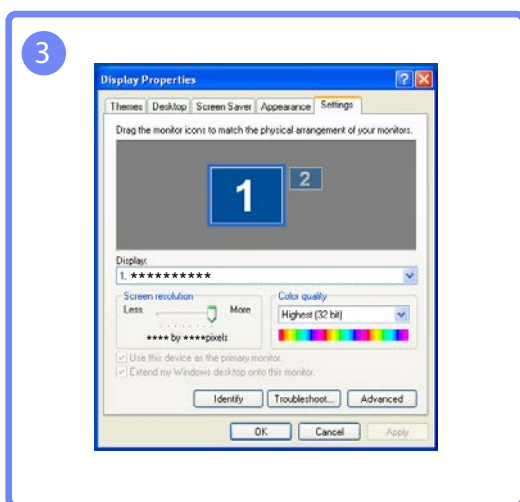 3
Display Properties
Themes Desktop Screen Saver Appearance Settings
Drag the monitor icons to match the physical arrangement of your monitors.
1 2
Display:
1. **********
Screen resolution Color quality
Less More Highest (32 bit)
**** by ****pixels
Use this device as the primary monitor.
Extend my Windows desktop onto this monitor.
Identify Troubleshoot... Advanced
OK Cancel Apply